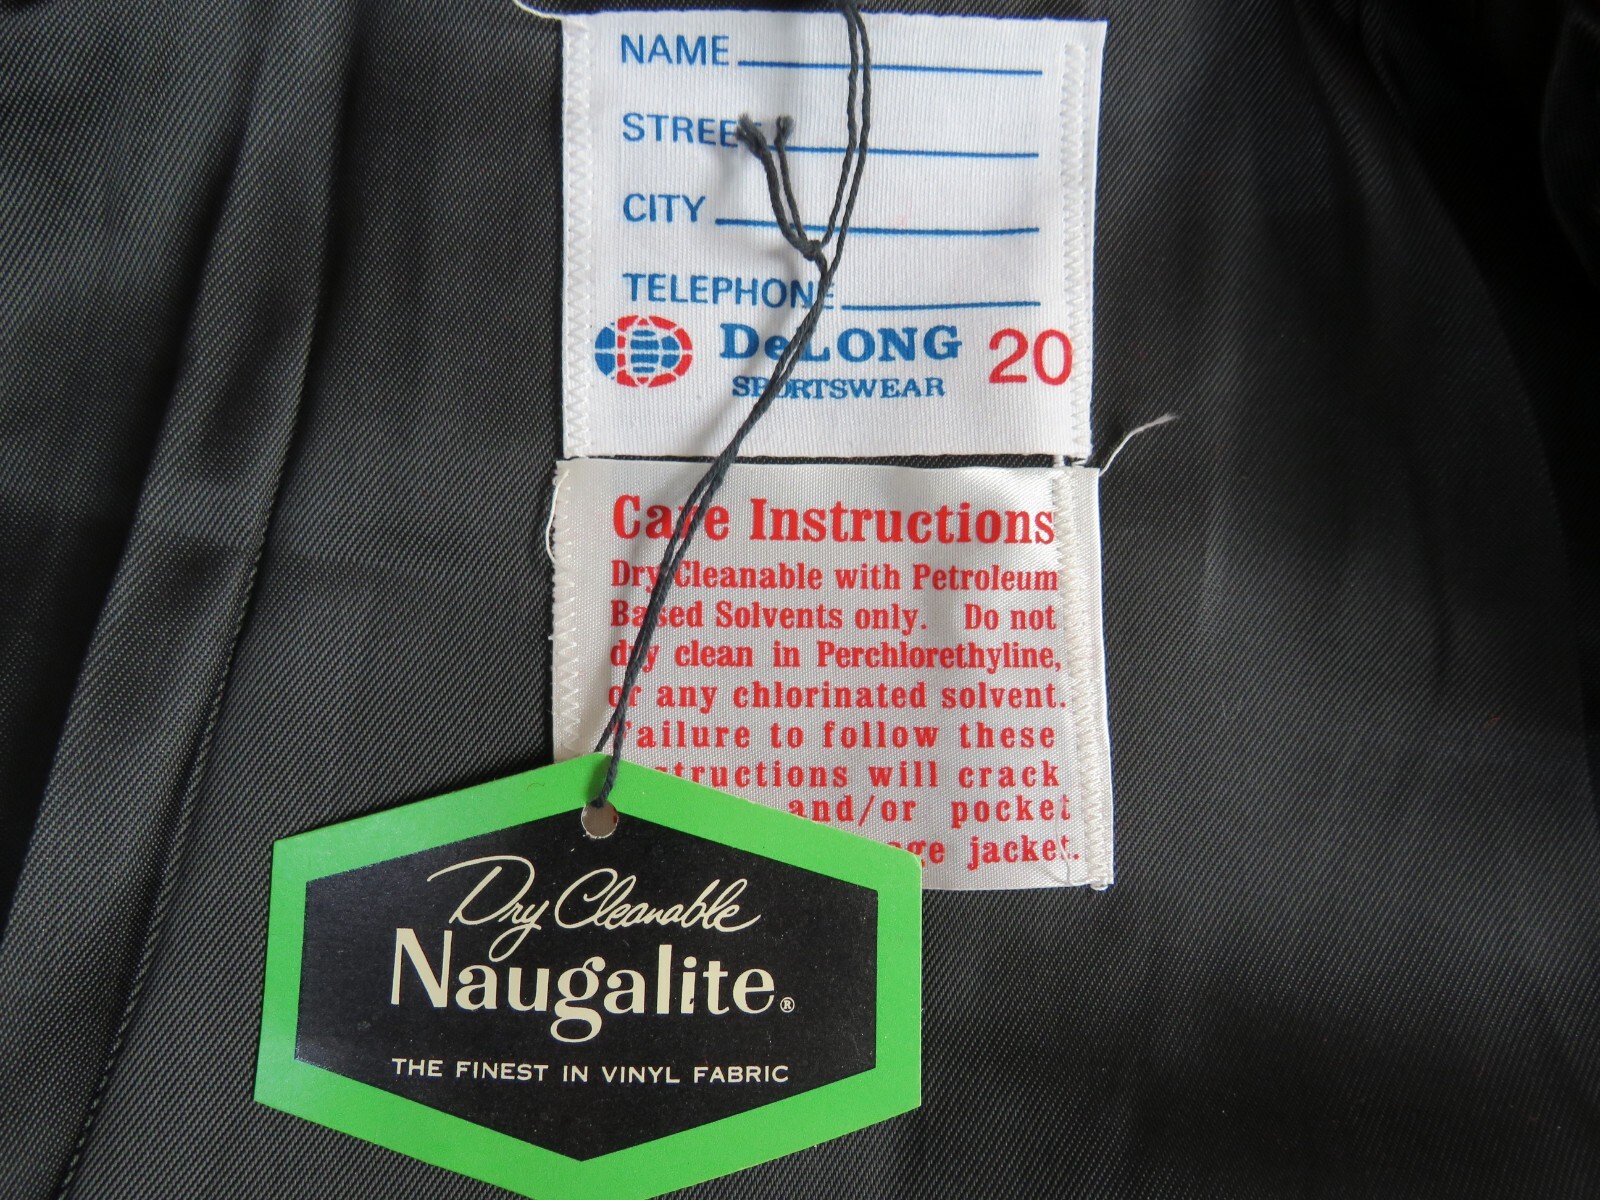 NAME
STREET
CITY
TELEPHONE
DeLONG 20
SPORTSWEAR
Care Instructions
Dry Cleanable with Petroleum
Based Solvents only. Do not
dry clean in Perchlorethyline,
or any chlorinated solvent.
Failure to follow these
instructions will crack
and/or pocket
jacket.
Dry Cleanable
Naugalite®
THE FINEST IN VINYL FABRIC